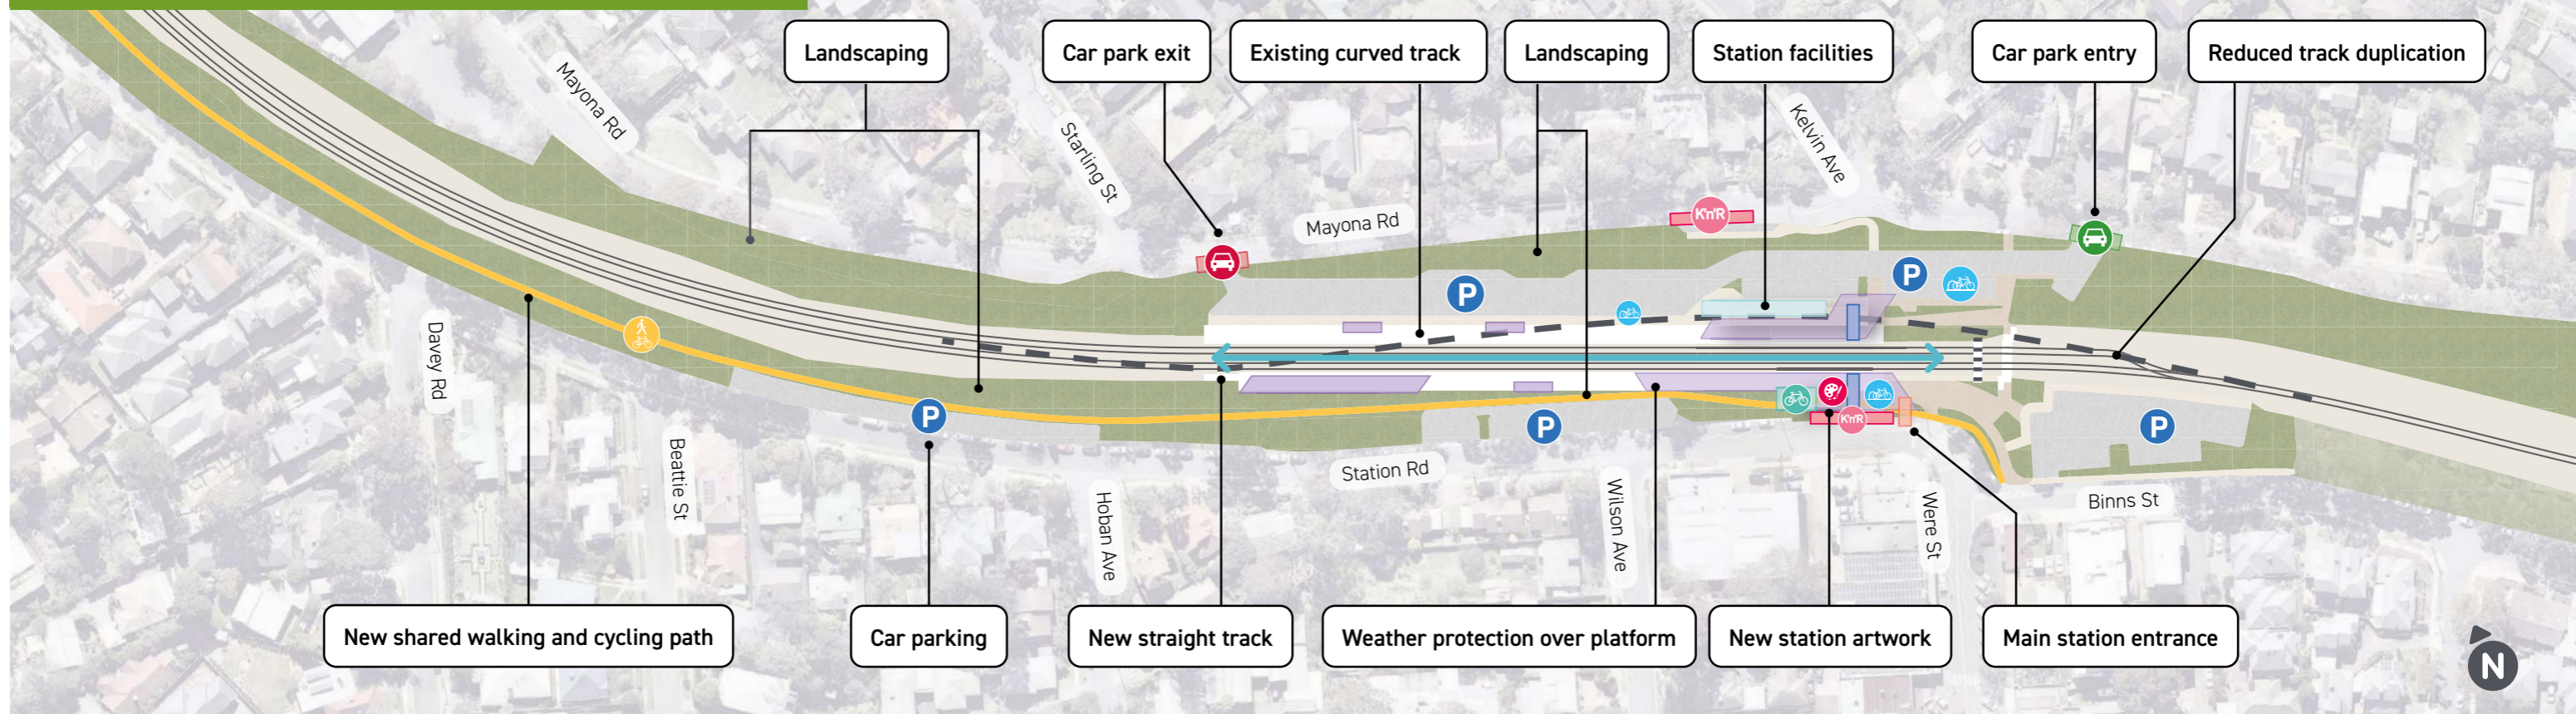 Landscaping
Car park exit
Existing curved track
Landscaping
Station facilities
Car park entry
Reduced track duplication
Mayona Rd
Starling St
Kelvin Ave
Mayona Rd
K'n'R
P
P
Davey Rd
P
P
K'n'R
P
Beattie St
Hoban Ave
Station Rd
Wilson Ave
Were St
Binns St
New shared walking and cycling path
Car parking
New straight track
Weather protection over platform
New station artwork
Main station entrance
N